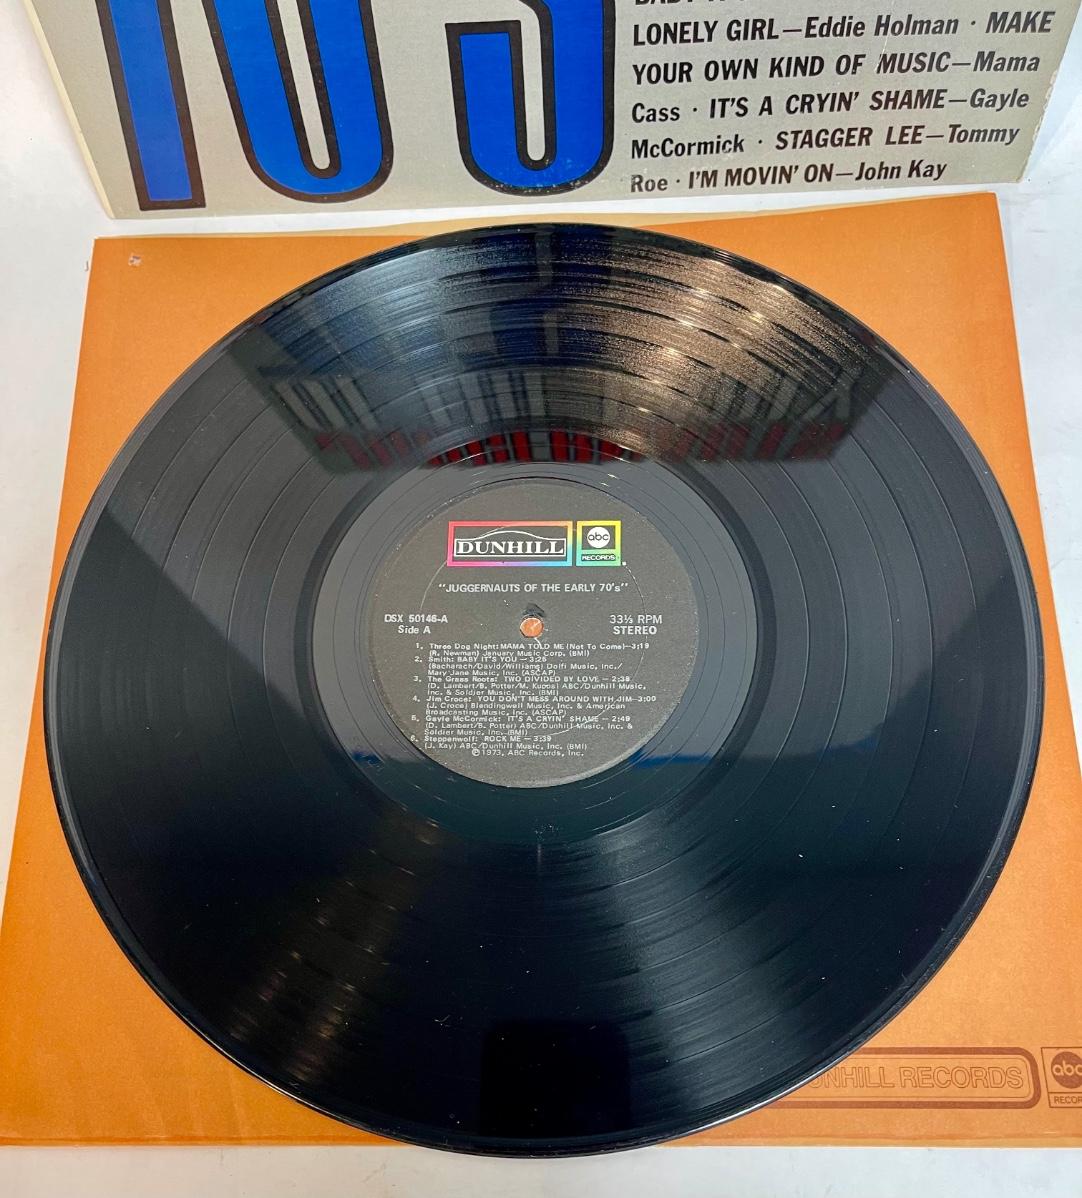 70'S
LONELY GIRL—Eddie Holman · MAKE
YOUR OWN KIND OF MUSIC—Mama
Cass · IT'S A CRYIN' SHAME—Gayle
McCormick · STAGGER LEE—Tommy
Roe · I'M MOVIN' ON—John Kay
DUNHILL
abc
RECORDS
"JUGGERNAUTS OF THE EARLY 70's"
DSX 50146-A 33⅓ RPM
Side A STEREO
1. Three Dog Night: MAMA TOLD ME (Not To Come)—3:19
(R. Newman) January Music Corp. (BMI)
2. Smith: BABY IT'S YOU — 3:25
(Bacharach/David/Williams) Dolfi Music, Inc./
Mary Jane Music, Inc. (ASCAP)
3. The Grass Roots: TWO DIVIDED BY LOVE — 2:38
(D. Lambert/B. Potter/M. Kupps) ABC/Dunhill Music,
Inc. & Soldier Music, Inc. (BMI)
4. Jim Croce: YOU DON'T MESS AROUND WITH JIM—3:00
(J. Croce) Blendingwell Music, Inc. & American
Broadcasting Music, Inc. (ASCAP)
5. Gayle McCormick: IT'S A CRYIN' SHAME — 2:49
(D. Lambert/B. Potter) ABC/Dunhill Music, Inc. &
Soldier Music, Inc. (BMI)
6. Steppenwolf: ROCK ME — 3:39
(J. Kay) ABC/Dunhill Music, Inc. (BMI)
©1973, ABC Records, Inc.
UNHILL RECORDS
abc
RECOR